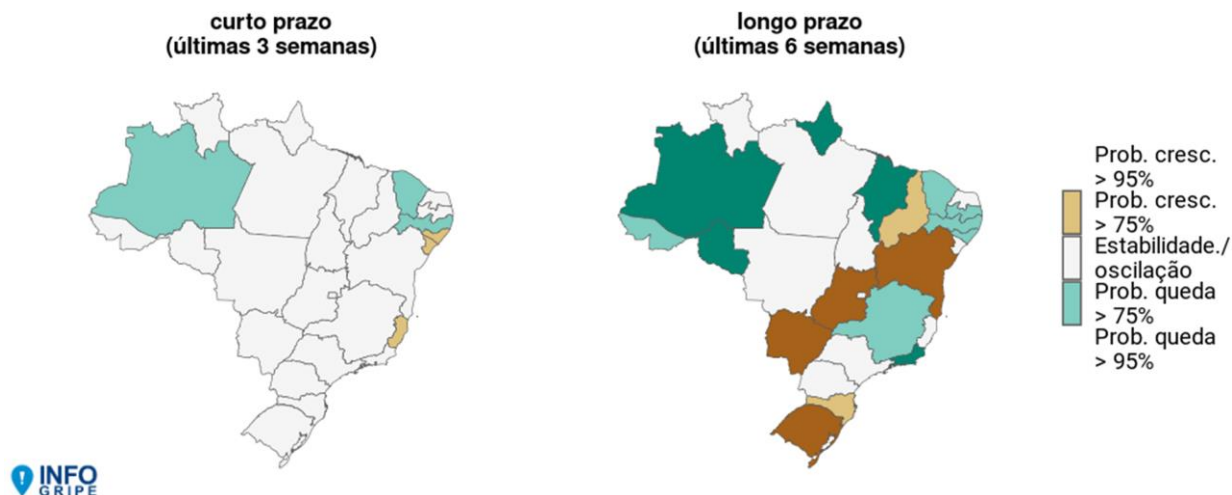 curto prazo
(últimas 3 semanas)
longo prazo
(últimas 6 semanas)
Prob. cresc.
> 95%
Prob. cresc.
> 75%
Estabilidade./
oscilação
Prob. queda
> 75%
Prob. queda
> 95%
INFO
GRIPE